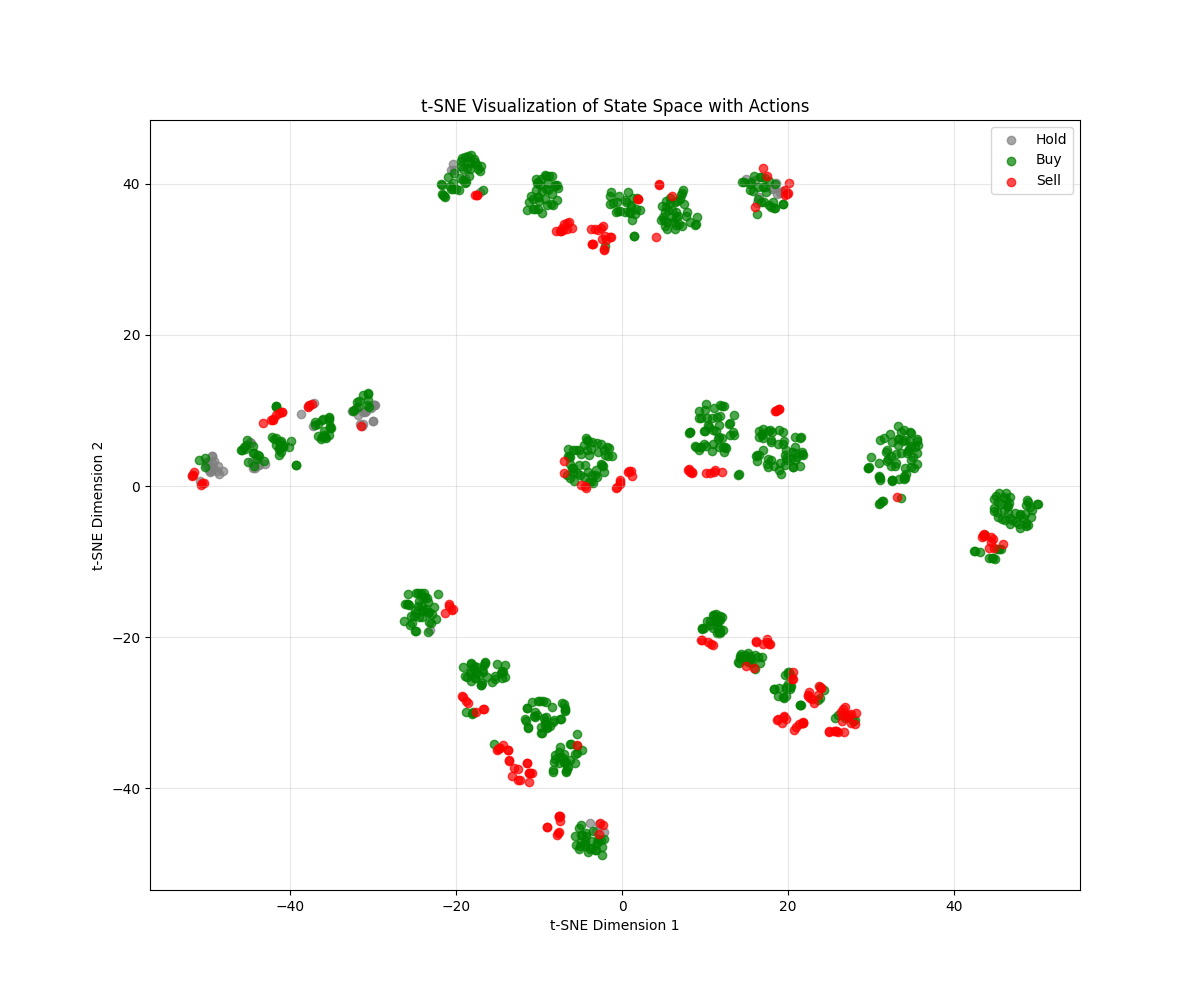 t-SNE Visualization of State Space with Actions
Hold
Buy
Sell
40
20
0
−20
−40
t-SNE Dimension 2
−40
−20
0
20
40
t-SNE Dimension 1